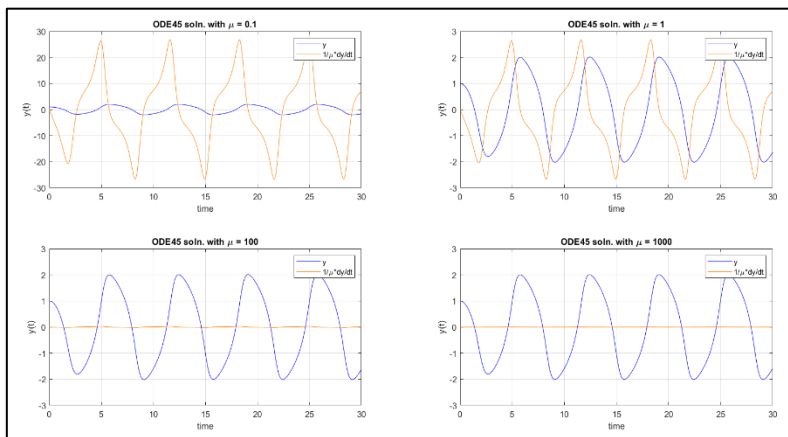 ODE45 soln. with μ = 0.1
y
1/μ*dy/dt
y(t)
30
20
10
0
-10
-20
-30
0 5 10 15 20 25 30
time
ODE45 soln. with μ = 1
y
1/μ*dy/dt
y(t)
3
2
1
0
-1
-2
-3
0 5 10 15 20 25 30
time
ODE45 soln. with μ = 100
y
1/μ*dy/dt
y(t)
3
2
1
0
-1
-2
-3
0 5 10 15 20 25 30
time
ODE45 soln. with μ = 1000
y
1/μ*dy/dt
y(t)
3
2
1
0
-1
-2
-3
0 5 10 15 20 25 30
time